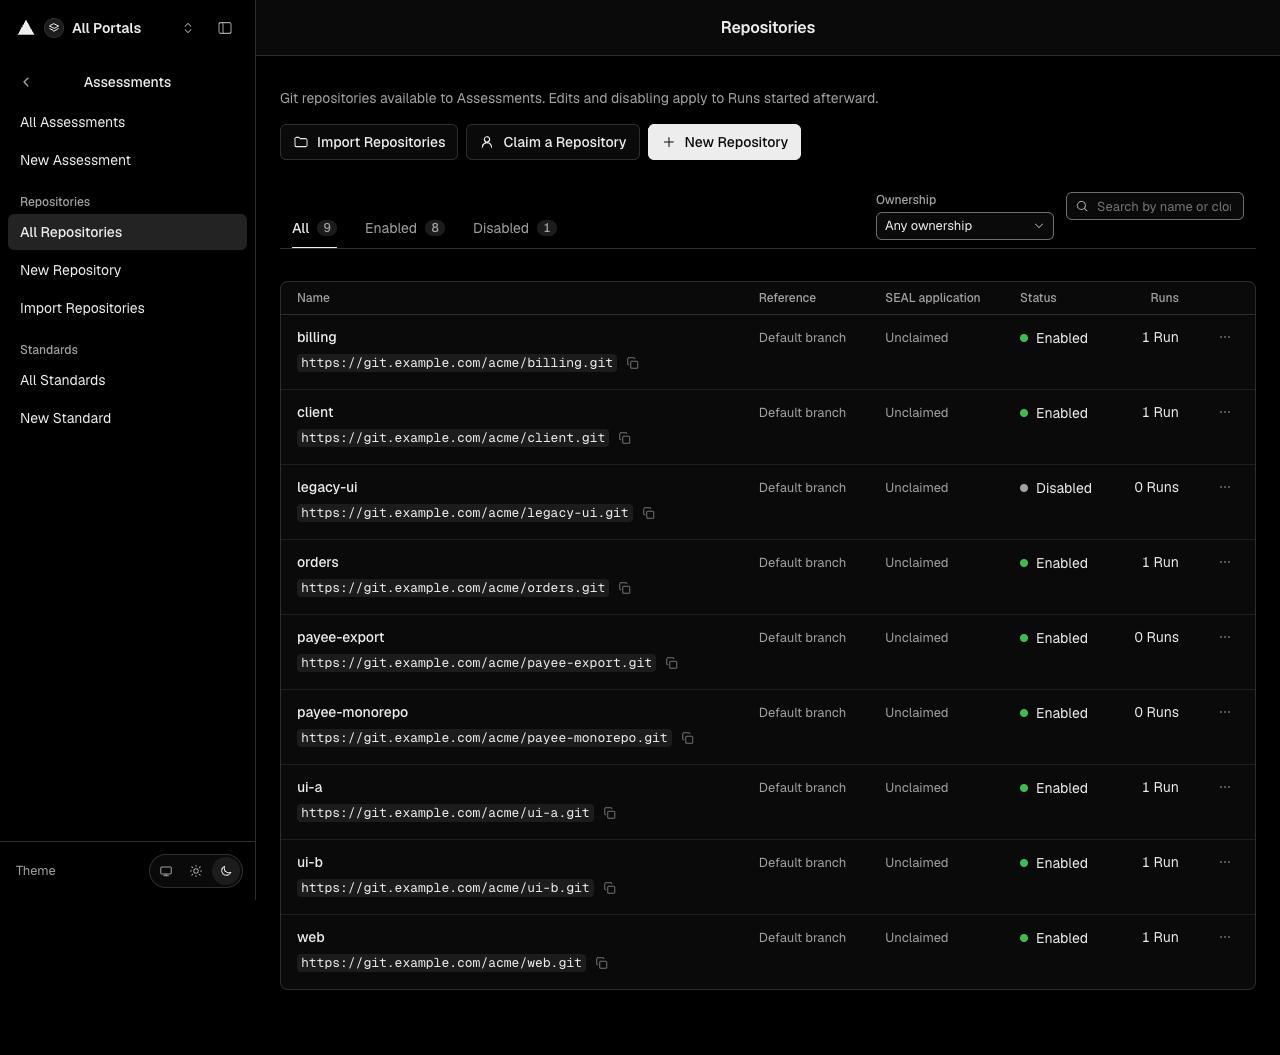 All Portals
Repositories
Assessments
All Assessments
New Assessment
Repositories
All Repositories
New Repository
Import Repositories
Standards
All Standards
New Standard
Theme
Git repositories available to Assessments. Edits and disabling apply to Runs started afterward.
Import Repositories
Claim a Repository
New Repository
All 9
Enabled 8
Disabled 1
Ownership
Any ownership
Search by name or
Name Reference SEAL application Status Runs
billing Default branch Unclaimed Enabled 1 Run
https://git.example.com/acme/billing.git
client Default branch Unclaimed Enabled 1 Run
https://git.example.com/acme/client.git
legacy-ui Default branch Unclaimed Disabled 0 Runs
https://git.example.com/acme/legacy-ui.git
orders Default branch Unclaimed Enabled 1 Run
https://git.example.com/acme/orders.git
payee-export Default branch Unclaimed Enabled 0 Runs
https://git.example.com/acme/payee-export.git
payee-monorepo Default branch Unclaimed Enabled 0 Runs
https://git.example.com/acme/payee-monorepo.git
ui-a Default branch Unclaimed Enabled 1 Run
https://git.example.com/acme/ui-a.git
ui-b Default branch Unclaimed Enabled 1 Run
https://git.example.com/acme/ui-b.git
web Default branch Unclaimed Enabled 1 Run
https://git.example.com/acme/web.git